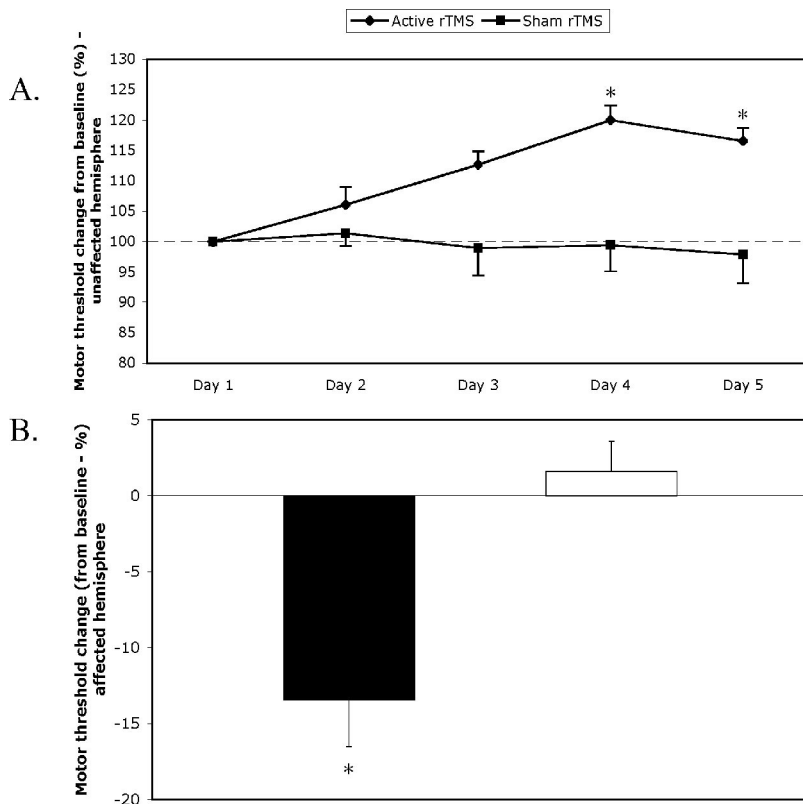 Active rTMS Sham rTMS
A.
Motor threshold change from baseline (%) -
unaffected hemisphere
130
125
120
115
110
105
100
95
90
85
80
*
*
Day 1 Day 2 Day 3 Day 4 Day 5
B.
Motor threshold change (from baseline - %)
affected hemisphere
5
0
-5
-10
-15
-20
*